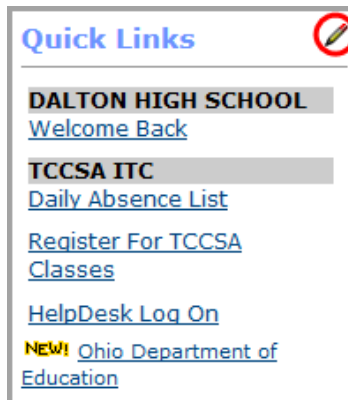 Quick Links
DALTON HIGH SCHOOL
Welcome Back
TCCSA ITC
Daily Absence List
Register For TCCSA
Classes
HelpDesk Log On
NEW! Ohio Department of
Education